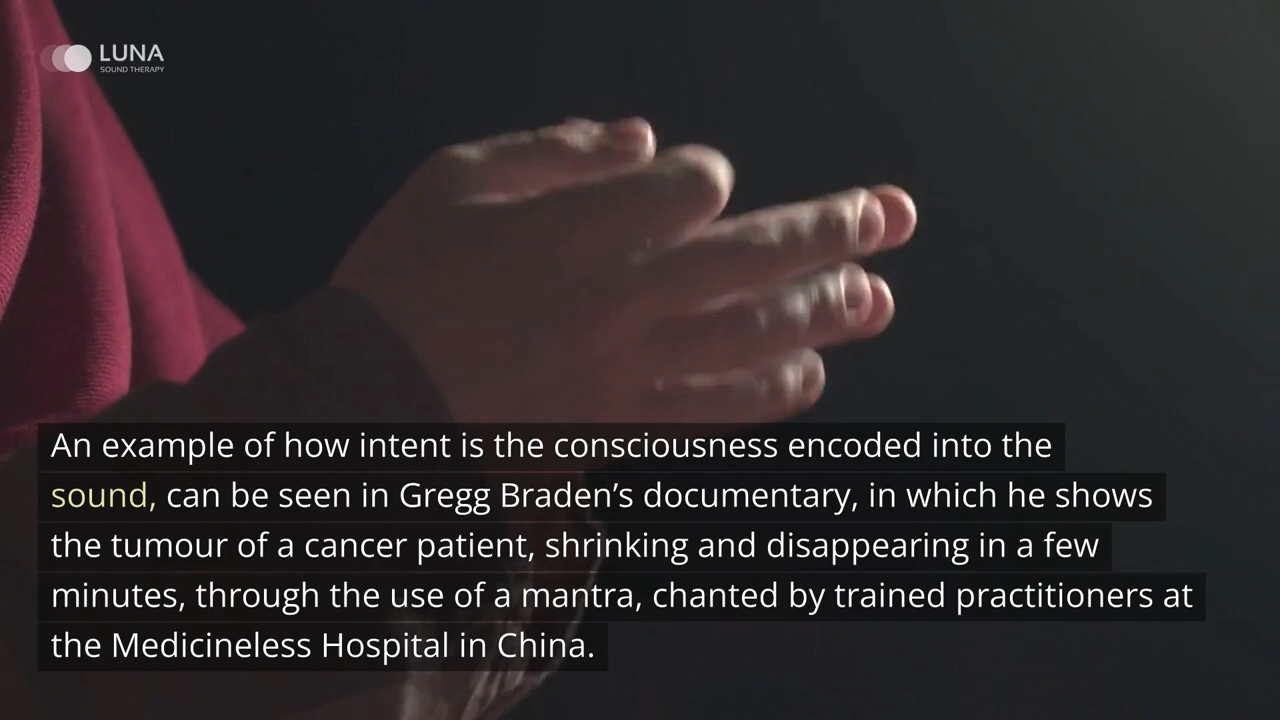 LUNA
SOUND THERAPY
An example of how intent is the consciousness encoded into the
sound, can be seen in Gregg Braden’s documentary, in which he shows
the tumour of a cancer patient, shrinking and disappearing in a few
minutes, through the use of a mantra, chanted by trained practitioners at
the Medicineless Hospital in China.